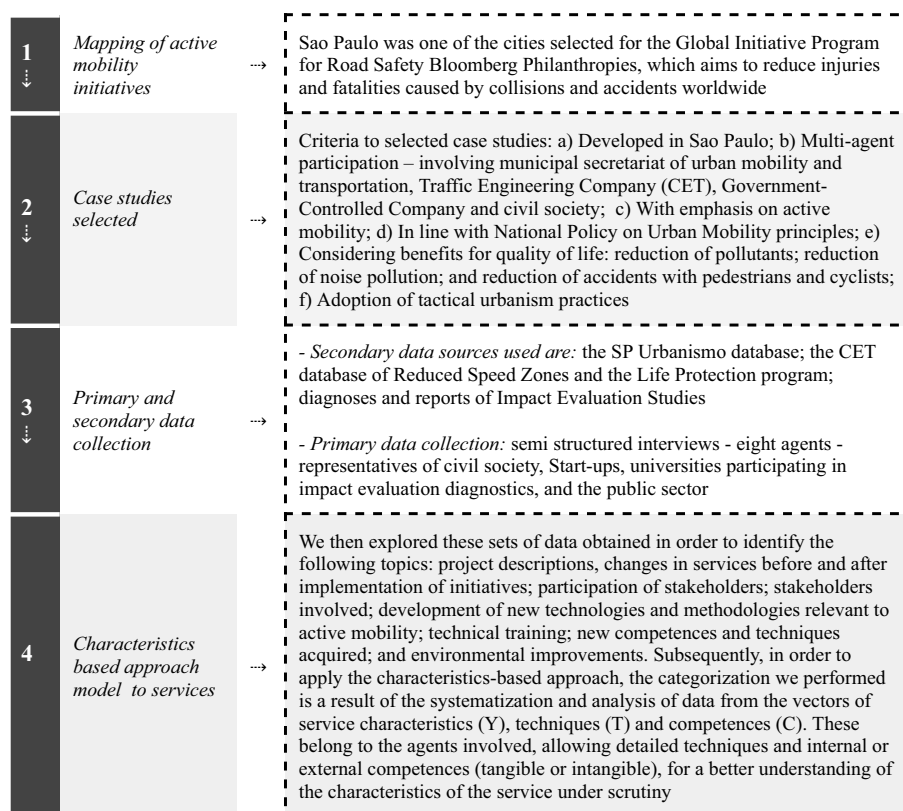 1
↓
Mapping of active
mobility
initiatives
→
Sao Paulo was one of the cities selected for the Global Initiative Program
for Road Safety Bloomberg Philanthropies, which aims to reduce injuries
and fatalities caused by collisions and accidents worldwide
2
↓
Case studies
selected
→
Criteria to selected case studies: a) Developed in Sao Paulo; b) Multi-agent
participation – involving municipal secretariat of urban mobility and
transportation, Traffic Engineering Company (CET), Government-
Controlled Company and civil society;  c) With emphasis on active
mobility; d) In line with National Policy on Urban Mobility principles; e)
Considering benefits for quality of life: reduction of pollutants; reduction
of noise pollution; and reduction of accidents with pedestrians and cyclists;
f) Adoption of tactical urbanism practices
3
↓
Primary and
secondary data
collection
→
- Secondary data sources used are: the SP Urbanismo database; the CET
database of Reduced Speed Zones and the Life Protection program;
diagnoses and reports of Impact Evaluation Studies
- Primary data collection: semi structured interviews - eight agents -
representatives of civil society, Start-ups, universities participating in
impact evaluation diagnostics, and the public sector
4
Characteristics
based approach
model  to services
→
We then explored these sets of data obtained in order to identify the
following topics: project descriptions, changes in services before and after
implementation of initiatives; participation of stakeholders; stakeholders
involved; development of new technologies and methodologies relevant to
active mobility; technical training; new competences and techniques
acquired; and environmental improvements. Subsequently, in order to
apply the characteristics-based approach, the categorization we performed
is a result of the systematization and analysis of data from the vectors of
service characteristics (Y), techniques (T) and competences (C). These
belong to the agents involved, allowing detailed techniques and internal or
external competences (tangible or intangible), for a better understanding of
the characteristics of the service under scrutiny